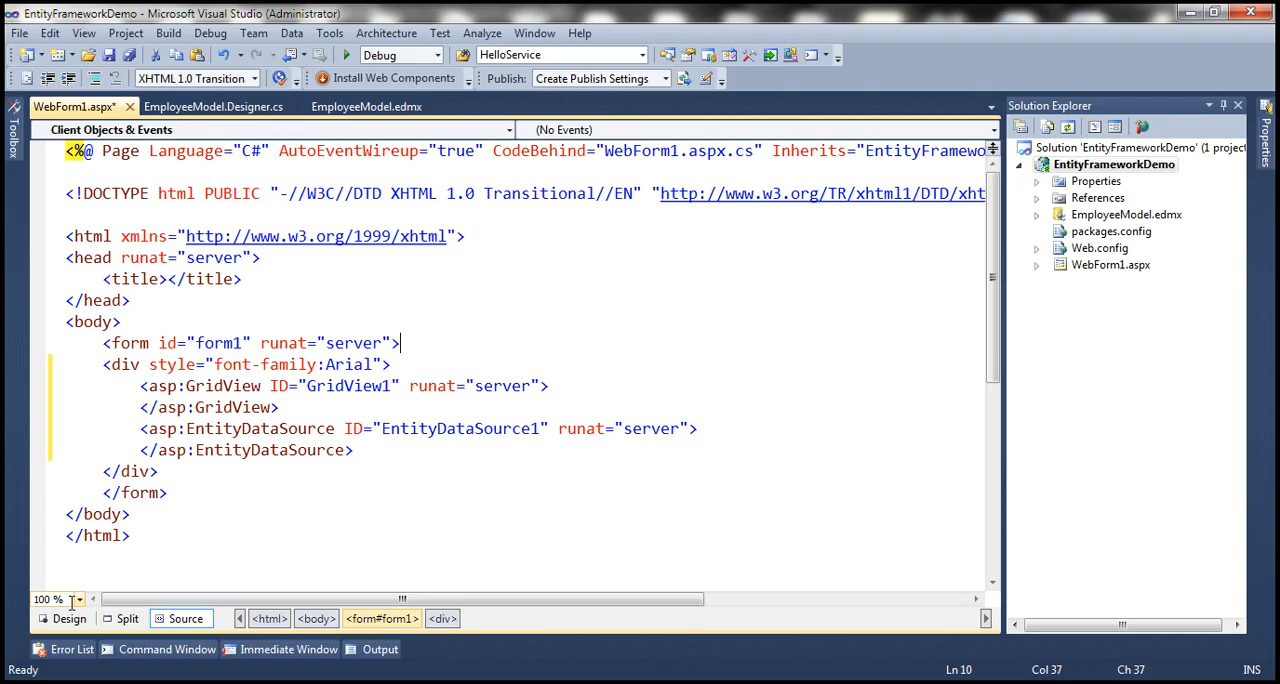 EntityFrameworkDemo - Microsoft Visual Studio (Administrator)
File Edit View Project Build Debug Team Data Tools Architecture Test Analyze Window Help
Debug HelloService
XHTML 1.0 Transition Install Web Components Publish: Create Publish Settings
WebForm1.aspx* EmployeeModel.Designer.cs EmployeeModel.edmx
Client Objects & Events (No Events)
<%@ Page Language="C#" AutoEventWireup="true" CodeBehind="WebForm1.aspx.cs" Inherits="EntityFramewo
<!DOCTYPE html PUBLIC "-//W3C//DTD XHTML 1.0 Transitional//EN" "http://www.w3.org/TR/xhtml1/DTD/xht
<html xmlns="http://www.w3.org/1999/xhtml">
<head runat="server">
<title></title>
</head>
<body>
<form id="form1" runat="server">
<div style="font-family:Arial">
<asp:GridView ID="GridView1" runat="server">
</asp:GridView>
<asp:EntityDataSource ID="EntityDataSource1" runat="server">
</asp:EntityDataSource>
</div>
</form>
</body>
</html>
100 %
Design Split Source <html> <body> <form#form1> <div>
Error List Command Window Immediate Window Output
Ready Ln 10 Col 37 Ch 37 INS
Toolbox
Solution Explorer
Solution 'EntityFrameworkDemo' (1 project
EntityFrameworkDemo
Properties
References
EmployeeModel.edmx
packages.config
Web.config
WebForm1.aspx
Properties